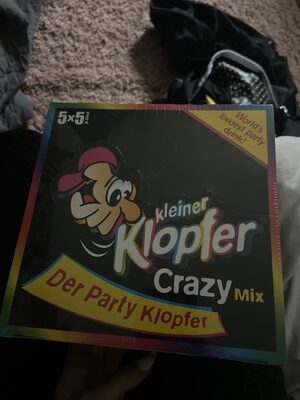 5x5
World's
loudest party
drink!
kleiner
Klopfer
Crazy Mix
Der Party Klopfer